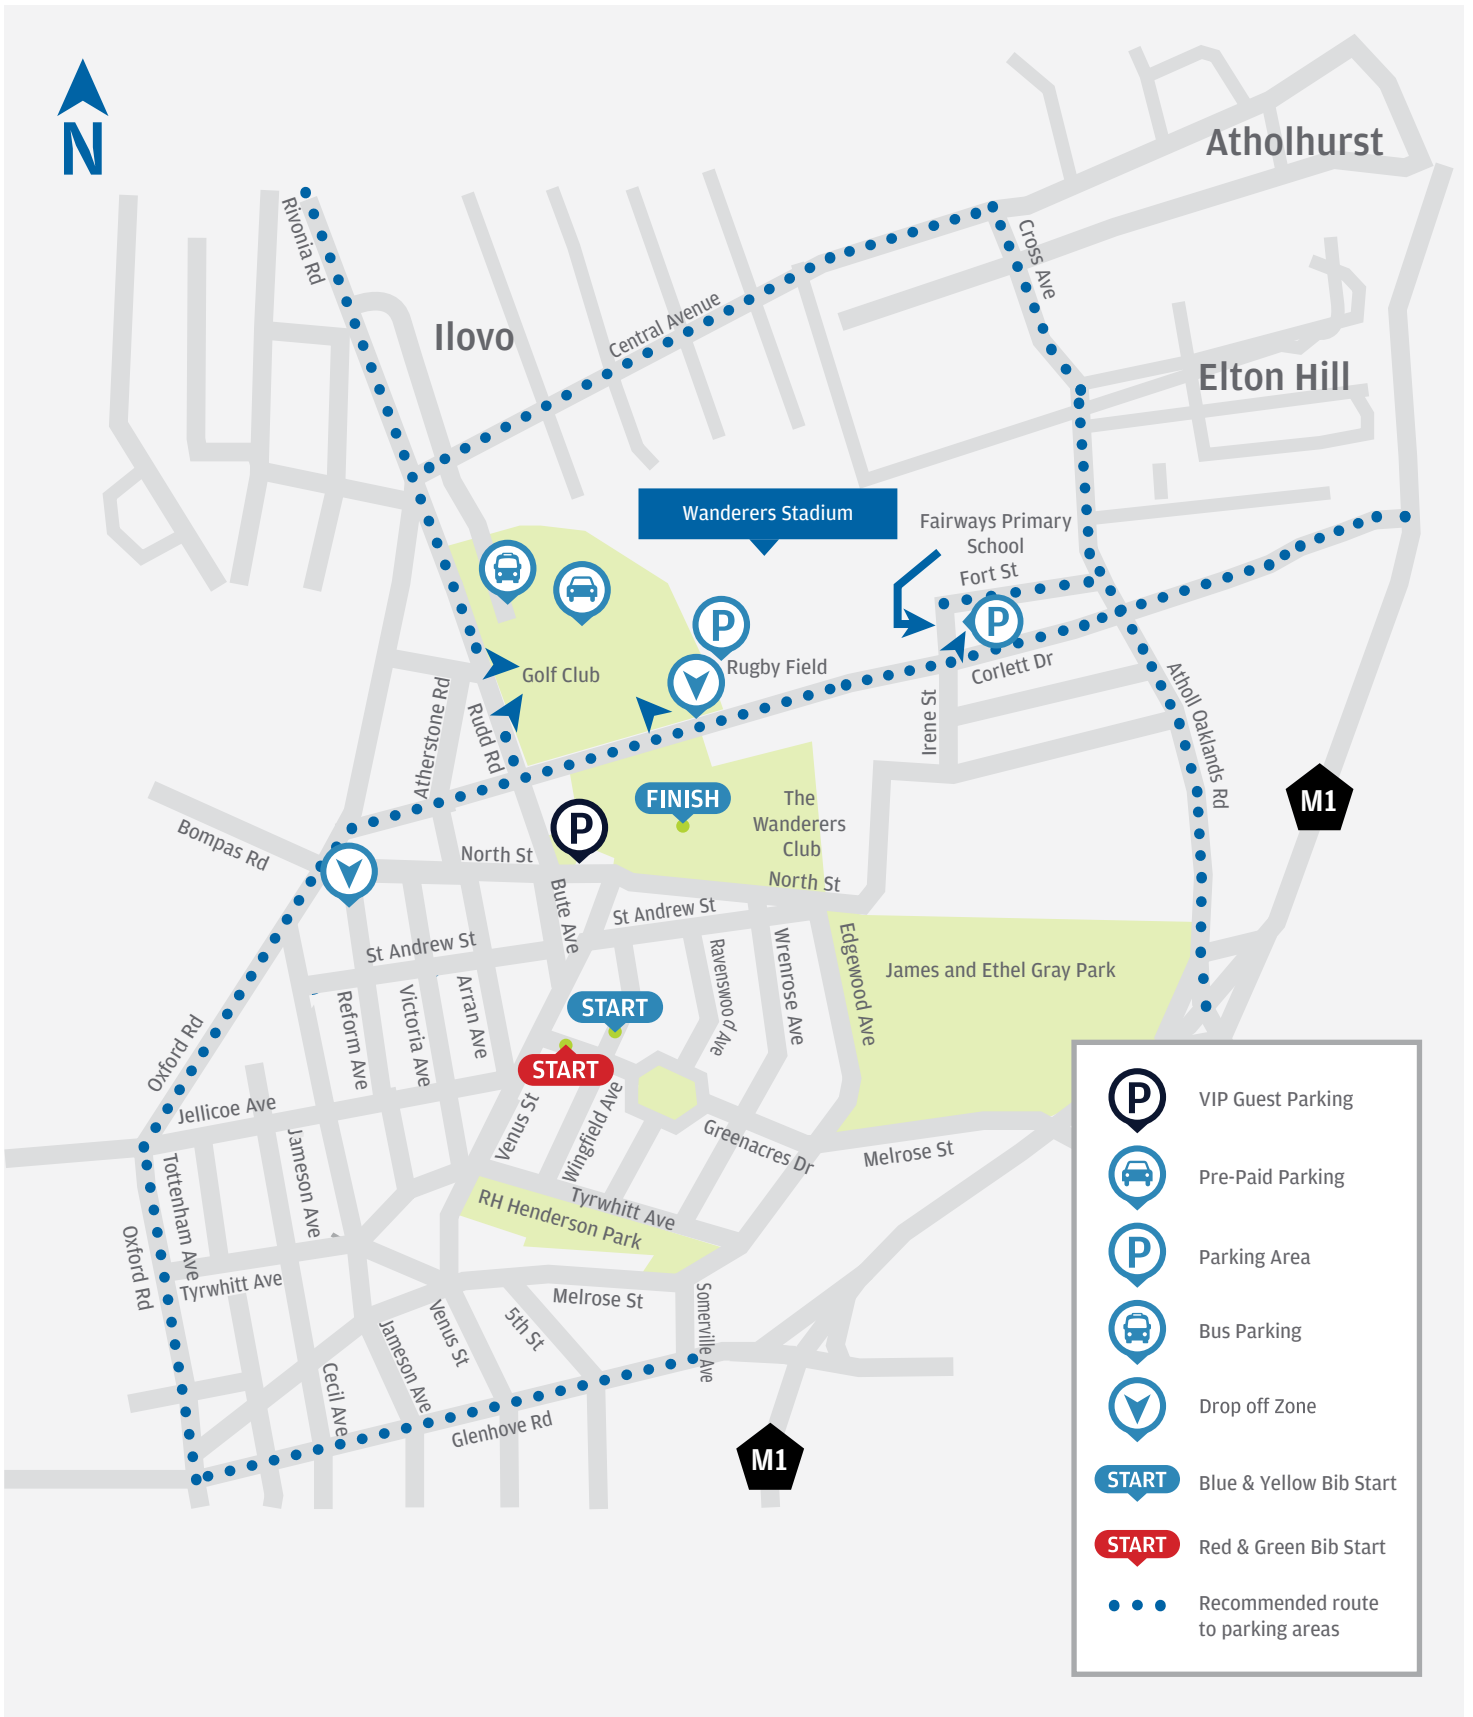 N
Atholhurst
Rivonia Rd
Cross Ave
Ilovo
Central Avenue
Elton Hill
Wanderers Stadium
Fairways Primary
School
Fort St
P
P
Rugby Field
Golf Club
Corlett Dr
Atherstone Rd
Rudd Rd
Irene St
Atholl Oaklands Rd
M1
FINISH
The
Wanderers
Club
P
Bompas Rd
North St
North St
Bute Ave
St Andrew St
St Andrew St
Edgewood Ave
James and Ethel Gray Park
Ravenswood Ave
Wrenrose Ave
Reform Ave
Victoria Ave
Arran Ave
START
START
Oxford Rd
Jellicoe Ave
Venus St
Wingfield Ave
Greenacres Dr
Melrose St
Jameson Ave
Tottenham Ave
Tyrwhitt Ave
RH Henderson Park
Oxford Rd
Tyrwhitt Ave
Melrose St
Somerville Ave
Venus St
5th St
Jameson Ave
Cecil Ave
Glenhove Rd
M1
P
VIP Guest Parking
Pre-Paid Parking
P
Parking Area
Bus Parking
Drop off Zone
START
Blue & Yellow Bib Start
START
Red & Green Bib Start
Recommended route
to parking areas